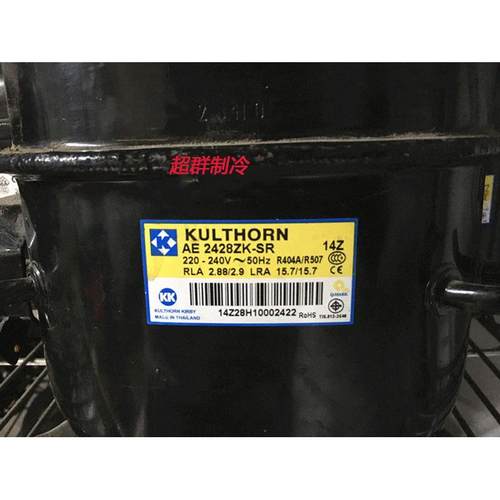 超群制冷
KULTHORN
AE 2428ZK-SR 14Z
220 - 240V ~ 50Hz R404A/R507
RLA 2.88/2.9 LRA 15.7/15.7
KK
KULTHORN KIRBY
MADE IN THAILAND
14Z28H10002422 RoHS